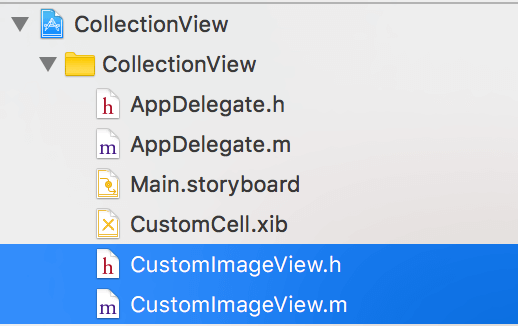 CollectionView
CollectionView
h AppDelegate.h
m AppDelegate.m
Main.storyboard
CustomCell.xib
h CustomImageView.h
m CustomImageView.m